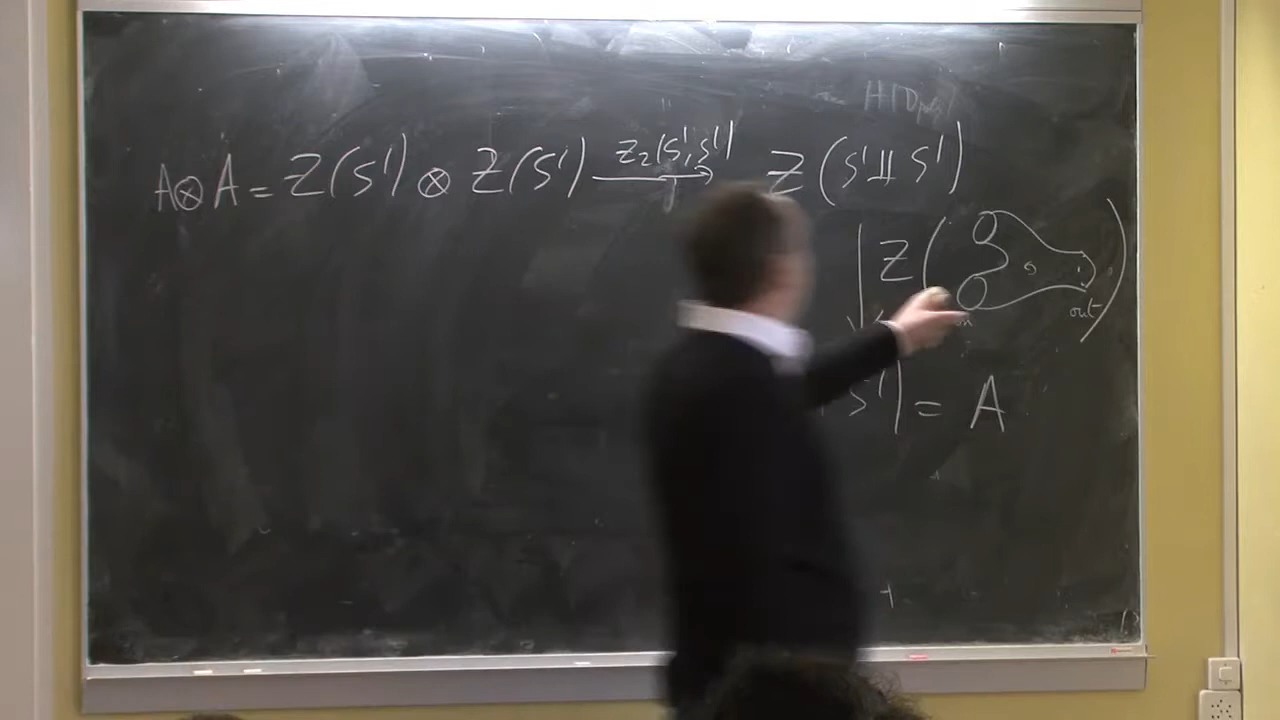 A⊗A = Z(S¹) ⊗ Z(S¹) —Z₂(S¹,S¹)→ Z(S¹ ⨿ S¹)
Z( )
in out
S¹) = A